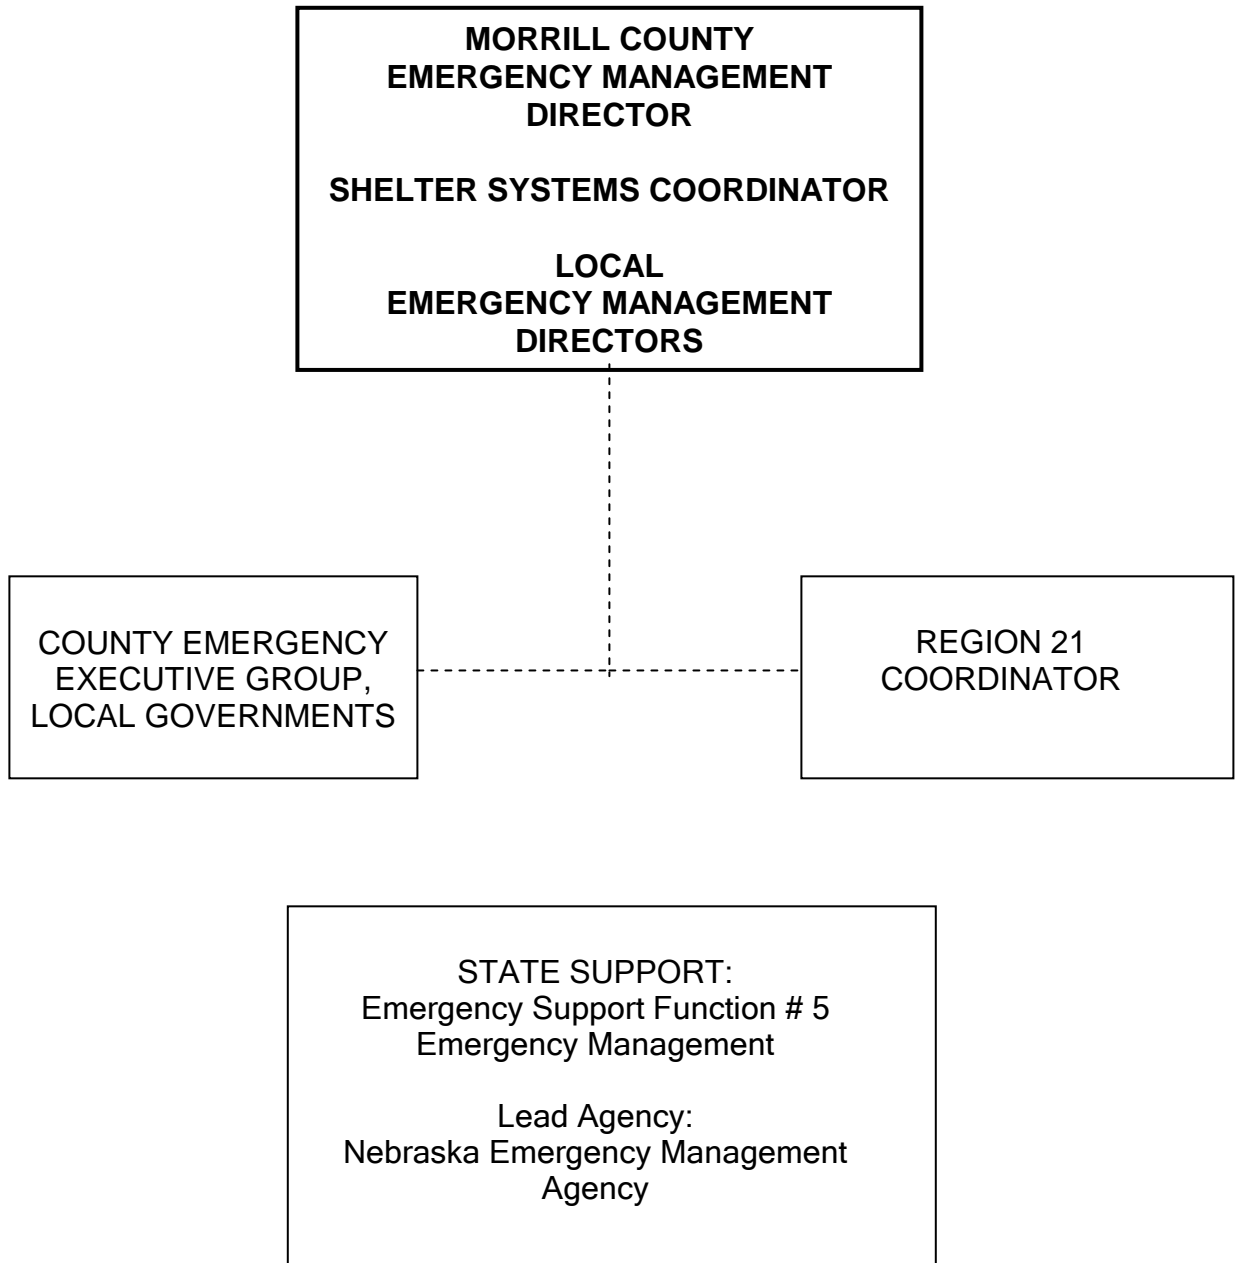 MORRILL COUNTY
EMERGENCY MANAGEMENT
DIRECTOR
SHELTER SYSTEMS COORDINATOR
LOCAL
EMERGENCY MANAGEMENT
DIRECTORS
COUNTY EMERGENCY
EXECUTIVE GROUP,
LOCAL GOVERNMENTS
REGION 21
COORDINATOR
STATE SUPPORT:
Emergency Support Function # 5
Emergency Management
Lead Agency:
Nebraska Emergency Management
Agency